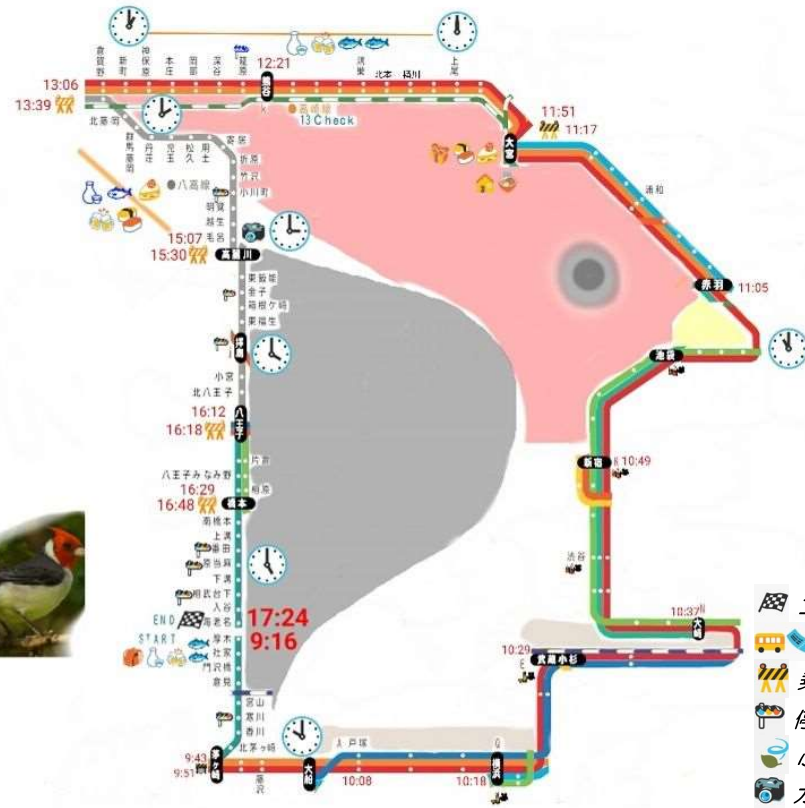 倉賀野
新町
神保原
本庄
岡部
深谷
籠原
12:21
熊谷
鴻巣
北本
桶川
上尾
13:06
13:39
高崎線
13Check
11:51
11:17
大宮
浦和
北藤岡
群馬藤岡
丹荘
児玉
松久
用土
寄居
折原
竹沢
小川町
明覚
越生
毛呂
八高線
15:07
15:30
高麗川
東飯能
金子
箱根ケ崎
東福生
拝島
小宮
北八王子
16:12
16:18
八王子
片倉
八王子みなみ野
16:29
相原
16:48
橋本
南橋本
上溝
番田
原当麻
下溝
相武台下
入谷
END
海老名
17:24
START
9:16
厚木
社家
門沢橋
倉見
宮山
寒川
香川
北茅ヶ崎
9:43
9:51
茅ヶ崎
藤沢
大船
戸塚
10:08
10:18
横浜
10:29
武蔵小杉
10:37
大崎
渋谷
新宿
10:49
池袋
赤羽
11:05